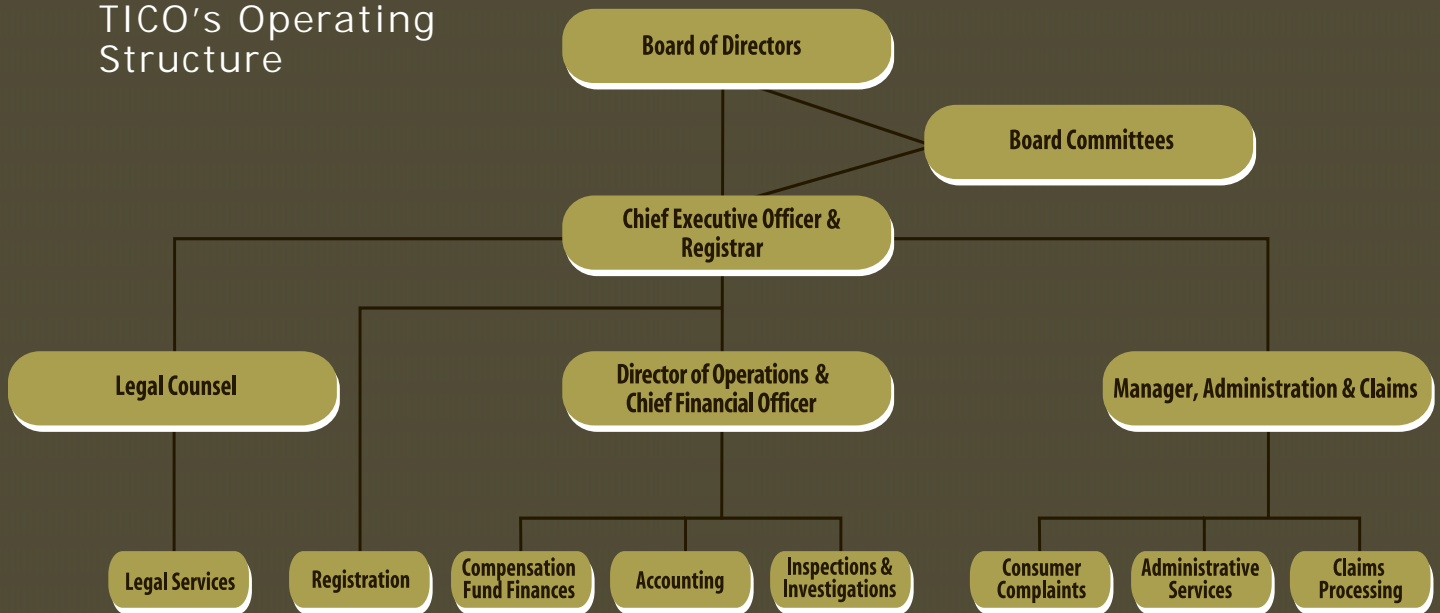 TICO's Operating
Structure
Board of Directors
Board Committees
Chief Executive Officer &
Registrar
Legal Counsel
Director of Operations &
Chief Financial Officer
Manager, Administration & Claims
Legal Services
Registration
Compensation
Fund Finances
Accounting
Inspections &
Investigations
Consumer
Complaints
Administrative
Services
Claims
Processing